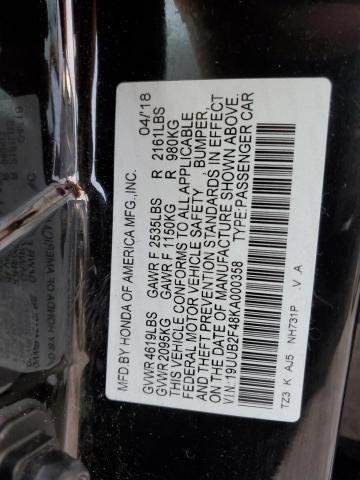 MFD BY HONDA OF AMERICA MFG.,INC. 04/18
GVWR 4619LBS GAWR F 2535LBS R 2161LBS
GVWR 2095KG GAWR F 1150KG R 980KG
THIS VEHICLE CONFORMS TO ALL APPLICABLE
FEDERAL MOTOR VEHICLE SAFETY, BUMPER,
AND THEFT PREVENTION STANDARDS IN EFFECT
ON THE DATE OF MANUFACTURE SHOWN ABOVE.
VIN:19UUB2F48KA000358 TYPE:PASSENGER CAR
TZ3 K AJ5 NH731P .V A